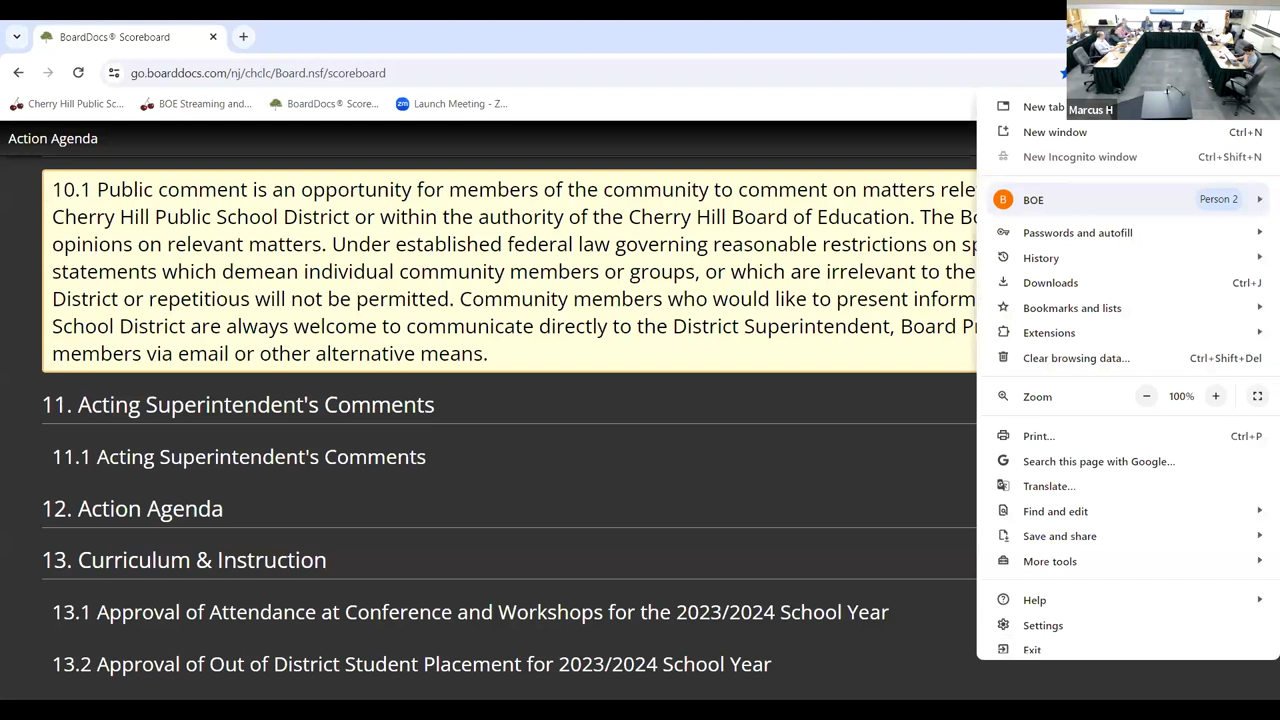 BoardDocs® Scoreboard
go.boarddocs.com/nj/chclc/Board.nsf/scoreboard
Cherry Hill Public Sc...
BOE Streaming and...
BoardDocs® Score...
zm Launch Meeting - Z...
Marcus H
Action Agenda
10.1 Public comment is an opportunity for members of the community to comment on matters rele
Cherry Hill Public School District or within the authority of the Cherry Hill Board of Education. The Bo
opinions on relevant matters. Under established federal law governing reasonable restrictions on sp
statements which demean individual community members or groups, or which are irrelevant to the
District or repetitious will not be permitted. Community members who would like to present inform
School District are always welcome to communicate directly to the District Superintendent, Board Pr
members via email or other alternative means.
11. Acting Superintendent's Comments
11.1 Acting Superintendent's Comments
12. Action Agenda
13. Curriculum & Instruction
13.1 Approval of Attendance at Conference and Workshops for the 2023/2024 School Year
13.2 Approval of Out of District Student Placement for 2023/2024 School Year
New tab
New window Ctrl+N
New Incognito window Ctrl+Shift+N
B BOE Person 2
Passwords and autofill
History
Downloads Ctrl+J
Bookmarks and lists
Extensions
Clear browsing data... Ctrl+Shift+Del
Zoom − 100% +
Print... Ctrl+P
G Search this page with Google...
Translate...
Find and edit
Save and share
More tools
Help
Settings
Exit